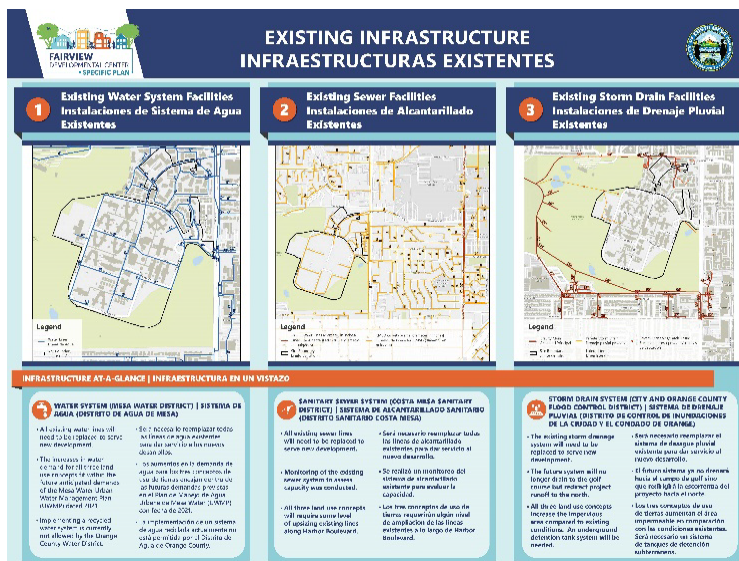 FAIRVIEW
DEVELOPMENTAL CENTER
• SPECIFIC PLAN
EXISTING INFRASTRUCTURE
INFRAESTRUCTURAS EXISTENTES
1
Existing Water System Facilities
Instalaciones de Sistema de Agua
Existentes
2
Existing Sewer Facilities
Instalaciones de Alcantarillado
Existentes
3
Existing Storm Drain Facilities
Instalaciones de Drenaje Pluvial
Existentes
Legend
Legend
Legend
INFRASTRUCTURE AT-A-GLANCE | INFRAESTRUCTURA EN UN VISTAZO
WATER SYSTEM (MESA WATER DISTRICT) | SISTEMA DE
AGUA (DISTRITO DE AGUA DE MESA)
• All existing water lines will
need to be replaced to serve
new development.
• The increases in water
demand for all three land
use concepts fit within the
future anticipated demands
of the Mesa Water Urban
Water Management Plan
(UWMP) dated 2021.
• Implementing a recycled
water system is currently
not allowed by the Orange
County Water District.
• Será necesario reemplazar todas
las líneas de agua existentes
para dar servicio a los nuevos
desarrollos.
• Los aumentos en la demanda de
agua para los tres conceptos de
uso de tierras encajan dentro de
las futuras demandas previstas
en el Plan de Manejo de Agua
Urbana de Mesa Water (UWMP)
con fecha de 2021.
• La implementación de un sistema
de agua reciclada actualmente no
está permitida por el Distrito de
Agua de Orange County.
SANITARY SEWER SYSTEM (COSTA MESA SANITARY
DISTRICT) | SISTEMA DE ALCANTARILLADO SANITARIO
(DISTRITO SANITARIO COSTA MESA)
• All existing sewer lines
will need to be replaced to
serve new development.
• Monitoring of the existing
sewer system to assess
capacity was conducted.
• All three land use concepts
will require some level
of upsizing existing lines
along Harbor Boulevard.
• Será necesario reemplazar todas
las líneas de alcantarillado
existentes para dar servicio al
nuevo desarrollo.
• Se realizó un monitoreo del
sistema de alcantarillado
existente para evaluar la
capacidad.
• Los tres conceptos de uso de
tierras requerirán algún nivel
de ampliación de las líneas
existentes a lo largo de Harbor
Boulevard.
STORM DRAIN SYSTEM (CITY AND ORANGE COUNTY
FLOOD CONTROL DISTRICT) | SISTEMA DE DRENAJE
PLUVIAL (DISTRITO DE CONTROL DE INUNDACIONES
DE LA CIUDAD Y EL CONDADO DE ORANGE)
• The existing storm drainage
system will need to be
replaced to serve new
development.
• The future system will no
longer drain to the golf
course but redirect project
runoff to the north.
• All three land use concepts
increase the impervious
area compared to existing
conditions. An underground
detention tank system will be
needed.
• Será necesario reemplazar el
sistema de desagüe pluvial
existente para dar servicio al
nuevo desarrollo.
• El futuro sistema ya no drenará
hacia el campo de golf sino
que redirigirá la escorrentía del
proyecto hacia el norte.
• Los tres conceptos de uso
de tierras aumentan el área
impermeable en comparación
con las condiciones existentes.
Será necesario un sistema
de tanques de detención
subterráneo.